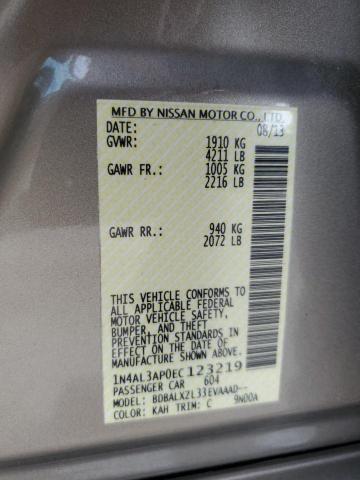 MFD BY NISSAN MOTOR CO., LTD.
DATE: 08/13
GVWR: 1910 KG
4211 LB
GAWR FR.: 1005 KG
2216 LB
GAWR RR.: 940 KG
2072 LB
THIS VEHICLE CONFORMS TO
ALL APPLICABLE FEDERAL
MOTOR VEHICLE SAFETY,
BUMPER, AND THEFT
PREVENTION STANDARDS IN
EFFECT ON THE DATE OF
MANUFACTURE SHOWN ABOVE.
1N4AL3AP0EC123219
PASSENGER CAR 604
MODEL: BDBALXZL33EVAAAD--
COLOR: KAH TRIM: C 9N00A